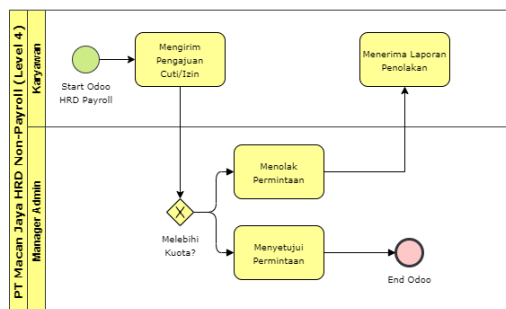 PT Macan Jaya HRD Non-Payroll (Level 4)
Karyawan
Start Odoo
HRD Payroll
Mengirim
Pengajuan
Cuti/Izin
Menerima Laporan
Penolakan
Manager Admin
Melebihi
Kuota?
Menolak
Permintaan
Menyetujui
Permintaan
End Odoo